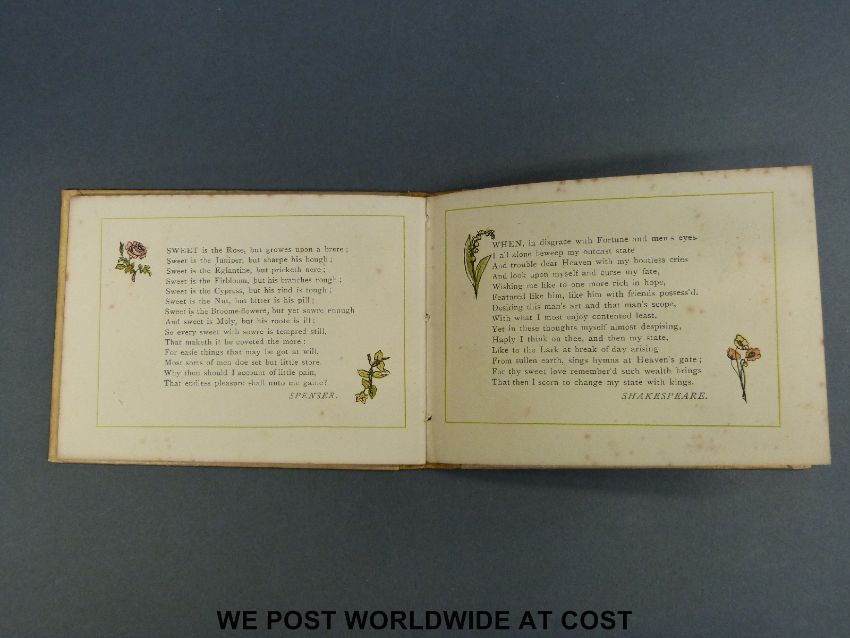 SWEET is the Rose, but growes upon a brere;
Sweet is the Juniper, but sharpe his bough;
Sweet is the Eglantine, but pricketh nere;
Sweet is the Firbloom, but his branches rough;
Sweet is the Cypress, but his rind is tough;
Sweet is the Nut, but bitter is his pill;
Sweet is the Broome-flowere, but yet sowre enough
And sweet is Moly, but his roote is ill;
So every sweet with sowre is tempred still,
That maketh it be coveted the more:
For easie things that may be got at will,
Most sorts of men doe set but little store.
Why then should I account of little pain,
That endless pleasure shall unto me gaine?
SPENSER.
WHEN, in disgrace with Fortune and men's eyes
I all alone beweep my outcast state
And trouble dear Heaven with my bootless cries
And look upon myself and curse my fate,
Wishing me like to one more rich in hope,
Featured like him, like him with friends possess'd.
Desiring this man's art and that man's scope,
With what I most enjoy contented least.
Yet in these thoughts myself almost despising,
Haply I think on thee, and then my state,
Like to the Lark at break of day arising
From sullen earth, sings hymns at Heaven's gate;
For thy sweet love remember'd such wealth brings
That then I scorn to change my state with kings.
SHAKESPEARE.
WE POST WORLDWIDE AT COST